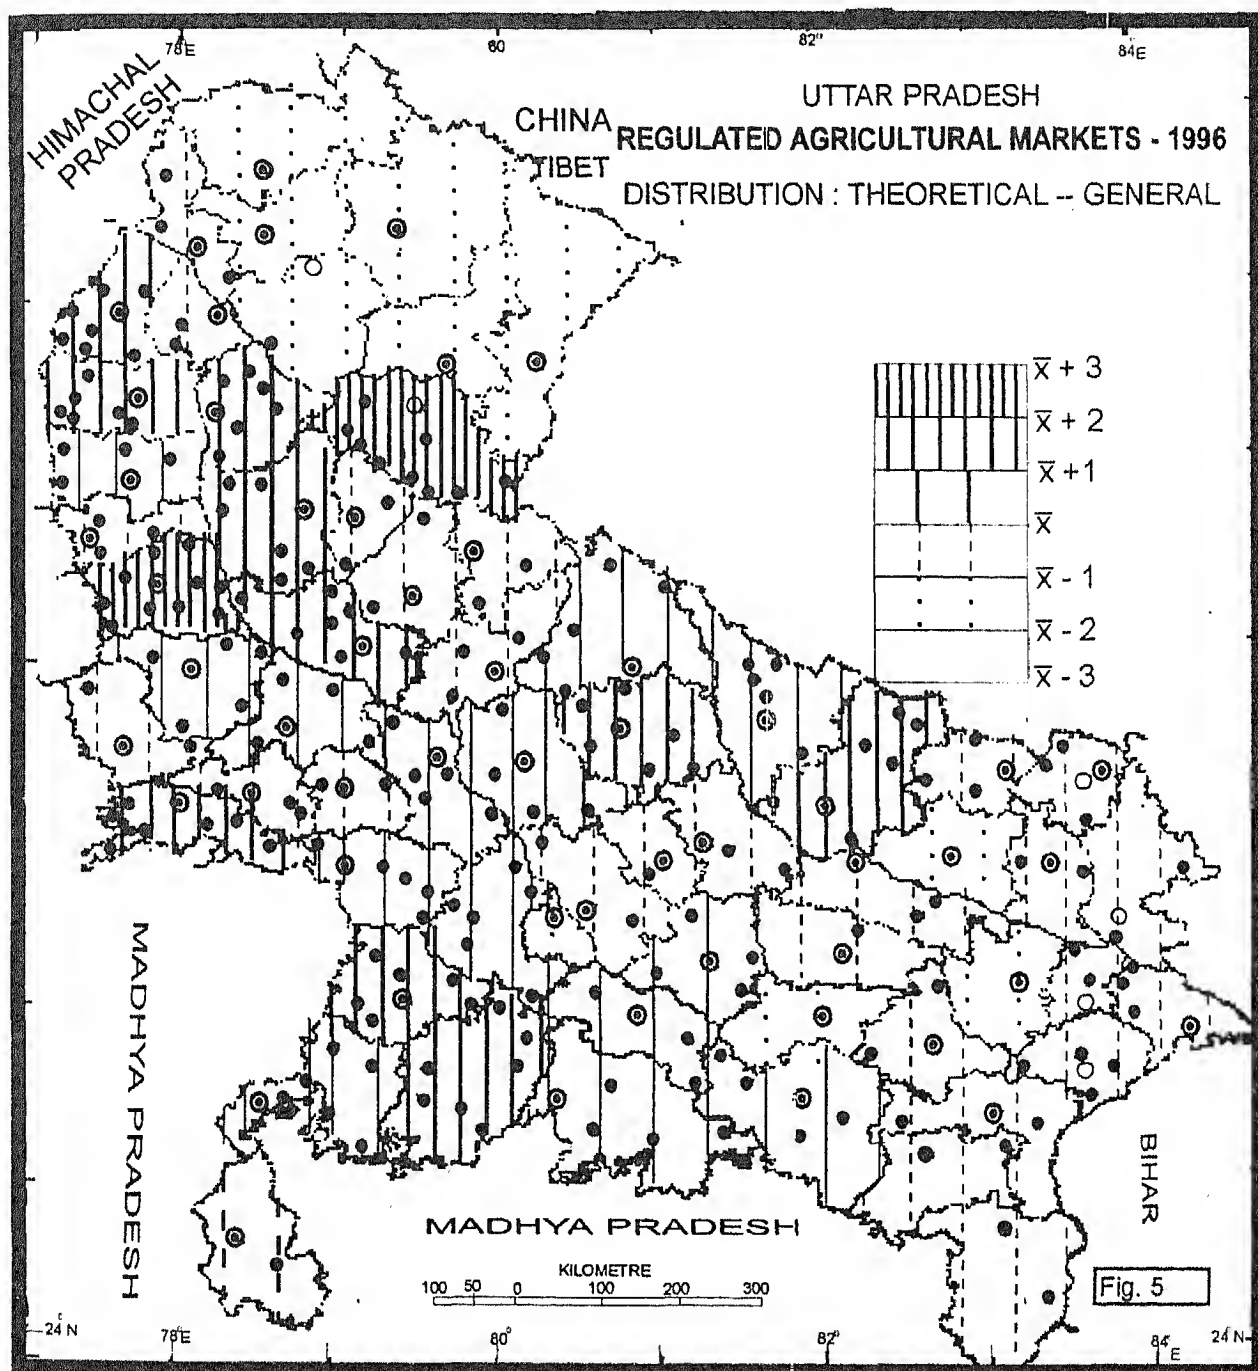 78°E 60 82° 84E
HIMACHAL
PRADESH
CHINA
TIBET
UTTAR PRADESH
REGULATED AGRICULTURAL MARKETS - 1996
DISTRIBUTION : THEORETICAL -- GENERAL
x̅ + 3
x̅ + 2
x̅ + 1
x̅
x̅ - 1
x̅ - 2
x̅ - 3
MADHYA PRADESH
MADHYA PRADESH
BIHAR
KILOMETRE
100 50 0 100 200 300
Fig. 5
24 N 78°E 80° 82° 84°E 24 N